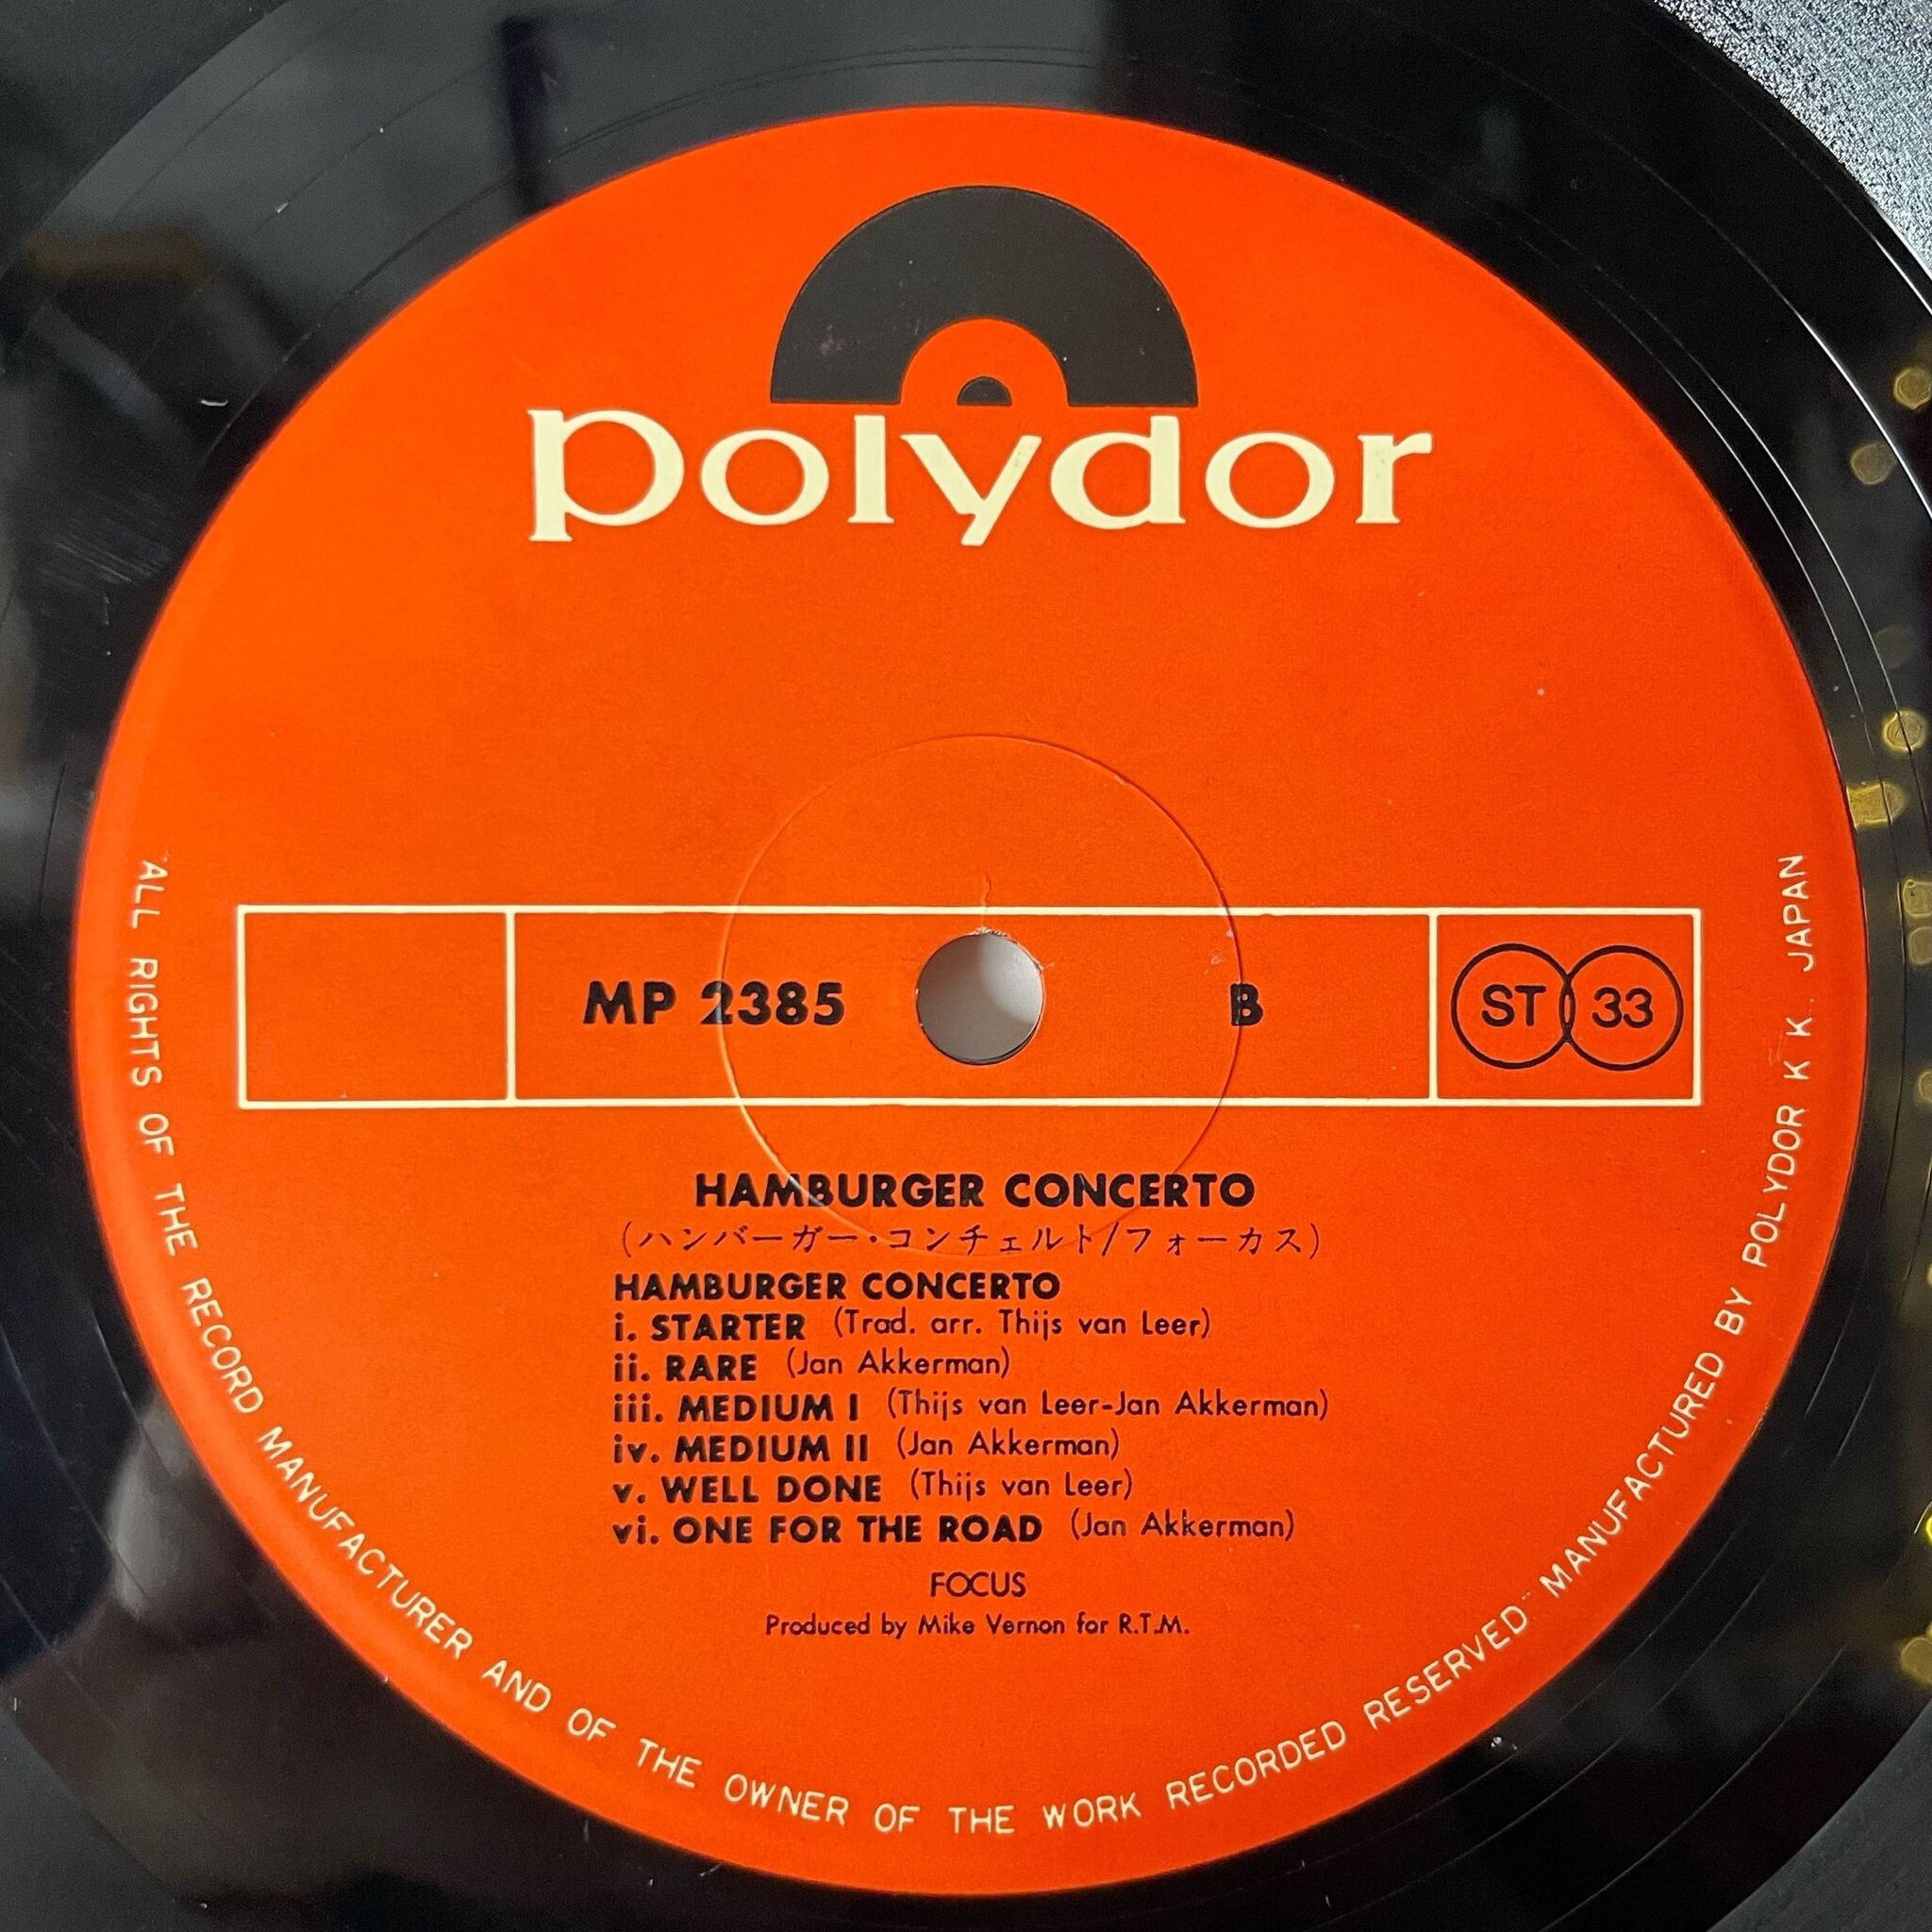 polydor
MP 2385
B
ST 33
HAMBURGER CONCERTO
(ハンバーガー・コンチェルト/フォーカス)
HAMBURGER CONCERTO
i. STARTER (Trad. arr. Thijs van Leer)
ii. RARE (Jan Akkerman)
iii. MEDIUM I (Thijs van Leer-Jan Akkerman)
iv. MEDIUM II (Jan Akkerman)
v. WELL DONE (Thijs van Leer)
vi. ONE FOR THE ROAD (Jan Akkerman)
FOCUS
Produced by Mike Vernon for R.T.M.
"ALL RIGHTS OF THE RECORD MANUFACTURER AND OF THE OWNER OF THE WORK RECORDED RESERVED" MANUFACTURED BY POLYDOR K K. JAPAN